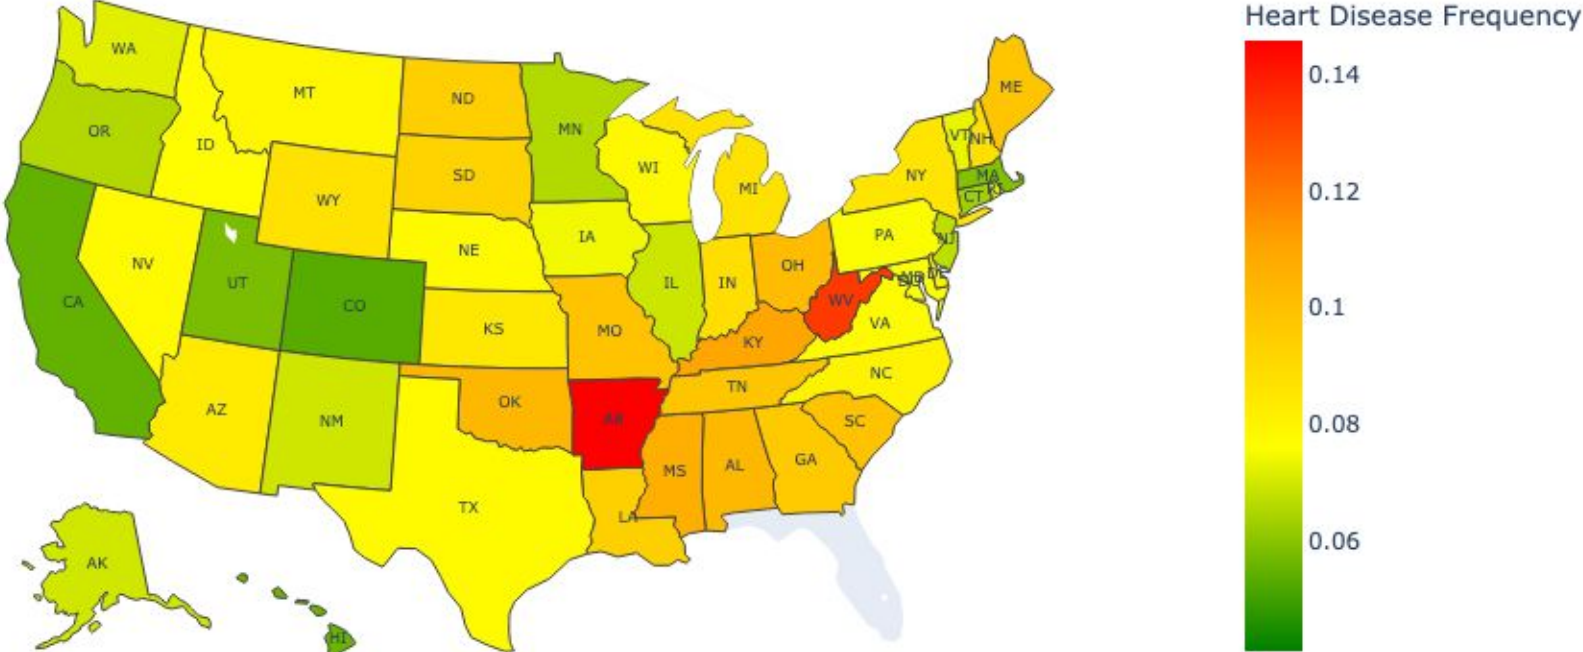 Heart Disease Frequency
WA
MT
ND
MN
ME
OR
ID
SD
WI
VT
NH
WY
MI
NY
MA
CT
RI
NE
IA
PA
NJ
NV
UT
CO
IL
IN
OH
DE
MD
CA
WV
KS
MO
KY
VA
AZ
NM
OK
AR
TN
NC
SC
TX
LA
MS
AL
GA
AK
HI
0.14
0.12
0.1
0.08
0.06